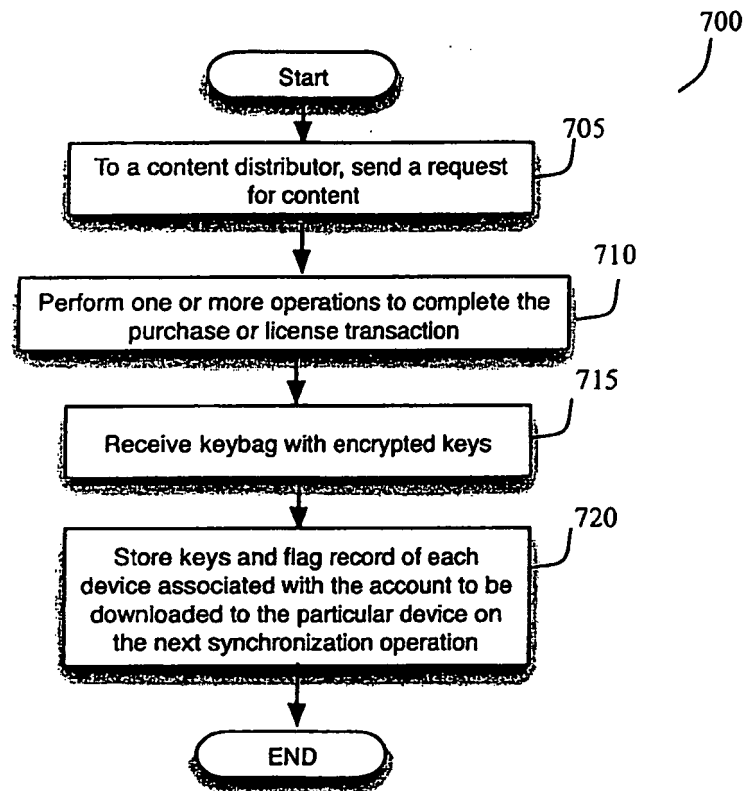 700
Start
705
To a content distributor, send a request
for content
710
Perform one or more operations to complete the
purchase or license transaction
715
Receive keybag with encrypted keys
720
Store keys and flag record of each
device associated with the account to be
downloaded to the particular device on
the next synchronization operation
END